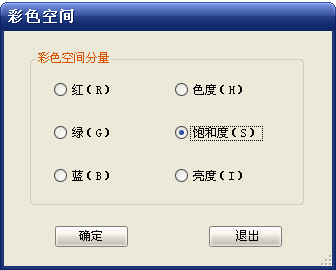 彩色空间
彩色空间分量
红(R) 色度(H)
绿(G) 饱和度(S)
蓝(B) 亮度(I)
确定 退出